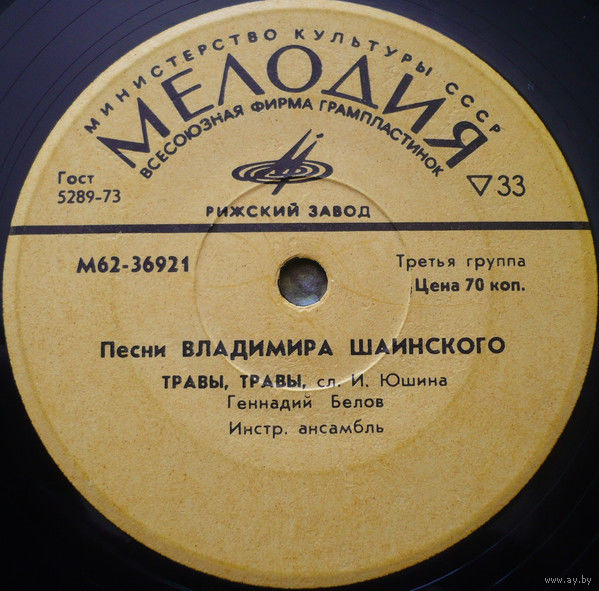 МИНИСТЕРСТВО КУЛЬТУРЫ СССР
МЕЛОДИЯ
ВСЕСОЮЗНАЯ ФИРМА ГРАМПЛАСТИНОК
Гост
5289-73
▽33
РИЖСКИЙ ЗАВОД
М62-36921
Третья группа
Цена 70 коп.
Песни ВЛАДИМИРА ШАИНСКОГО
ТРАВЫ, ТРАВЫ, сл. И. Юшина
Геннадий Белов
Инстр. ансамбль
www.ay.by